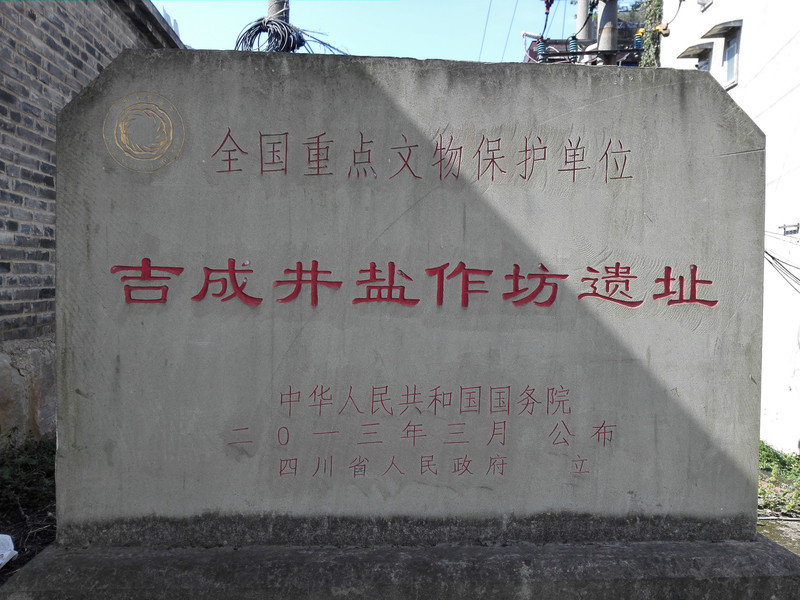 全国重点文物保护单位
吉成井盐作坊遗址
中华人民共和国国务院
二0一三年三月 公布
四川省人民政府 立